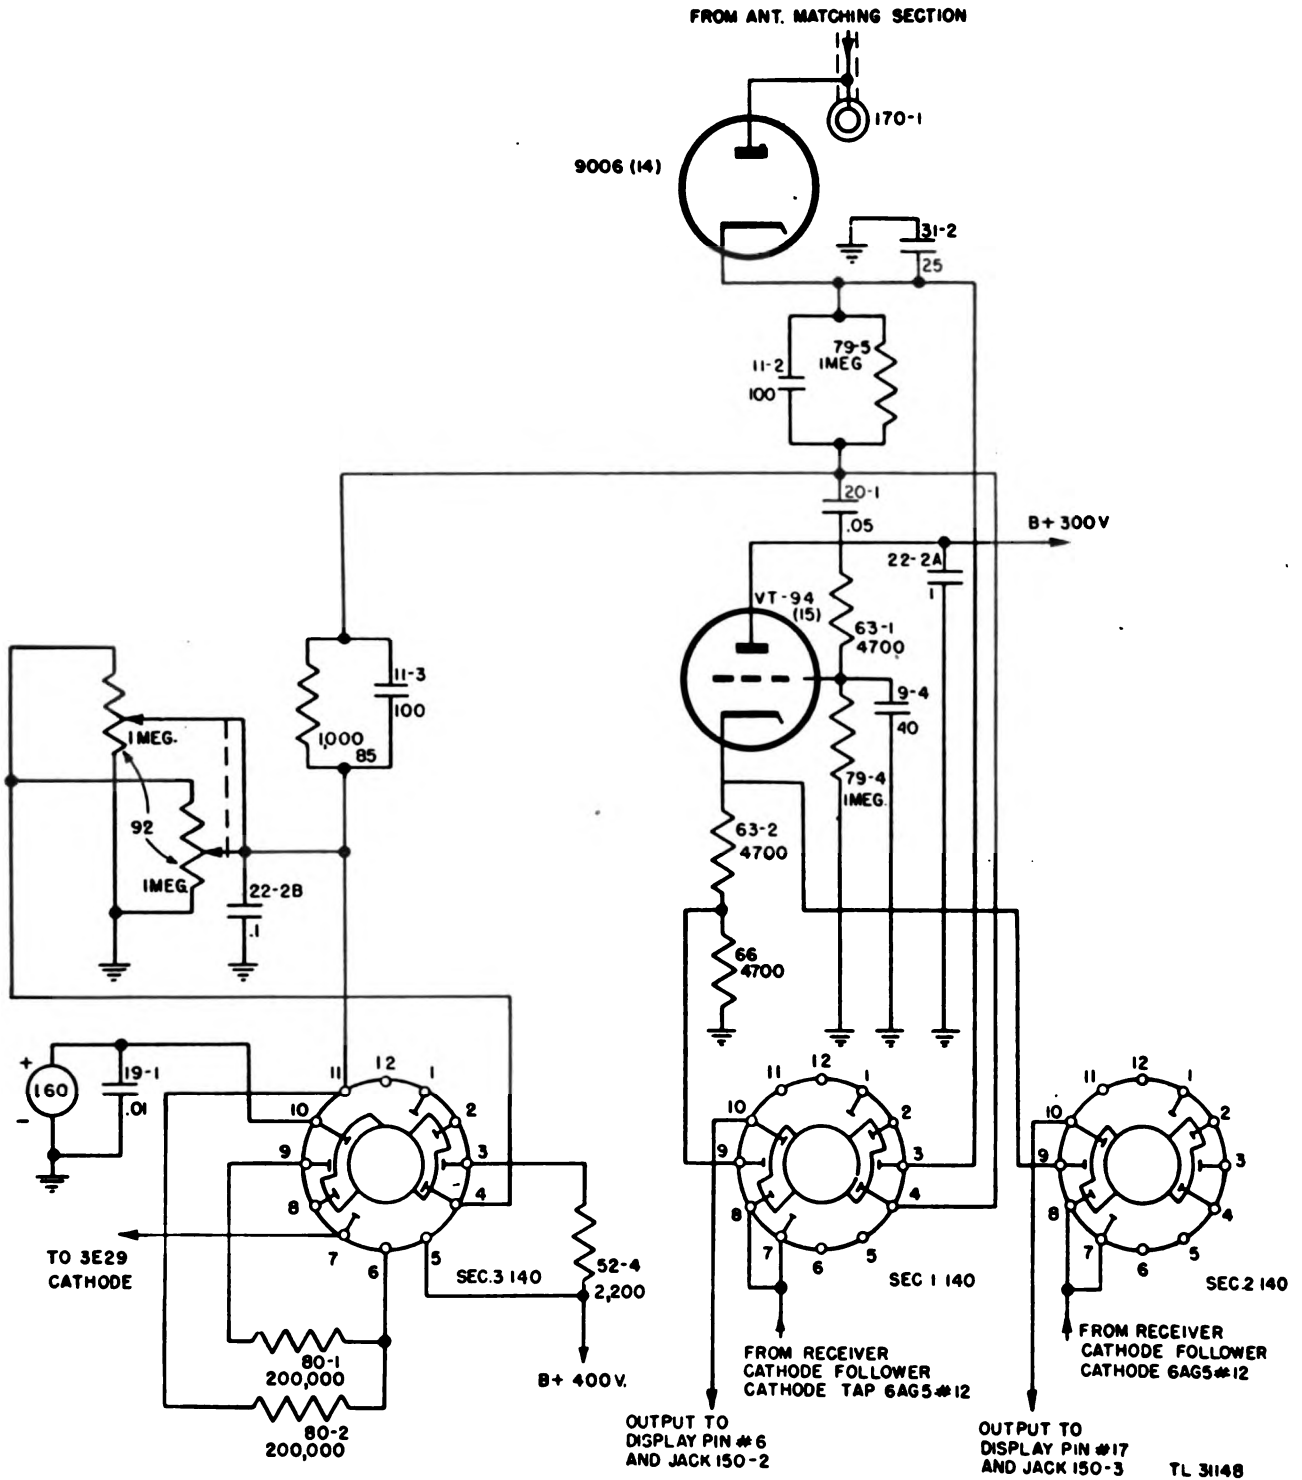 FROM ANT. MATCHING SECTION
170-1
9006 (14)
31-2
25
79-5
1MEG
11-2
100
20-1
.05
B+ 300V
22-2A
1
VT-94
(15)
63-1
4700
11-3
100
9-4
40
1,000
85
1 MEG.
79-4
1MEG.
92
63-2
4700
1MEG.
22-2B
.1
66
4700
+
160
-
19-1
.01
11
12
1
2
3
4
5
6
7
8
9
10
11
12
1
2
3
4
5
6
7
8
9
10
11
12
1
2
3
4
5
6
7
8
9
10
TO 3E29
CATHODE
SEC.3 140
52-4
2,200
SEC 1 140
SEC.2 140
80-1
200,000
80-2
200,000
B+ 400V.
FROM RECEIVER
CATHODE FOLLOWER
CATHODE TAP 6AG5#12
FROM RECEIVER
CATHODE FOLLOWER
CATHODE 6AG5#12
OUTPUT TO
DISPLAY PIN #6
AND JACK 150-2
OUTPUT TO
DISPLAY PIN #17
AND JACK 150-3
TL 31148